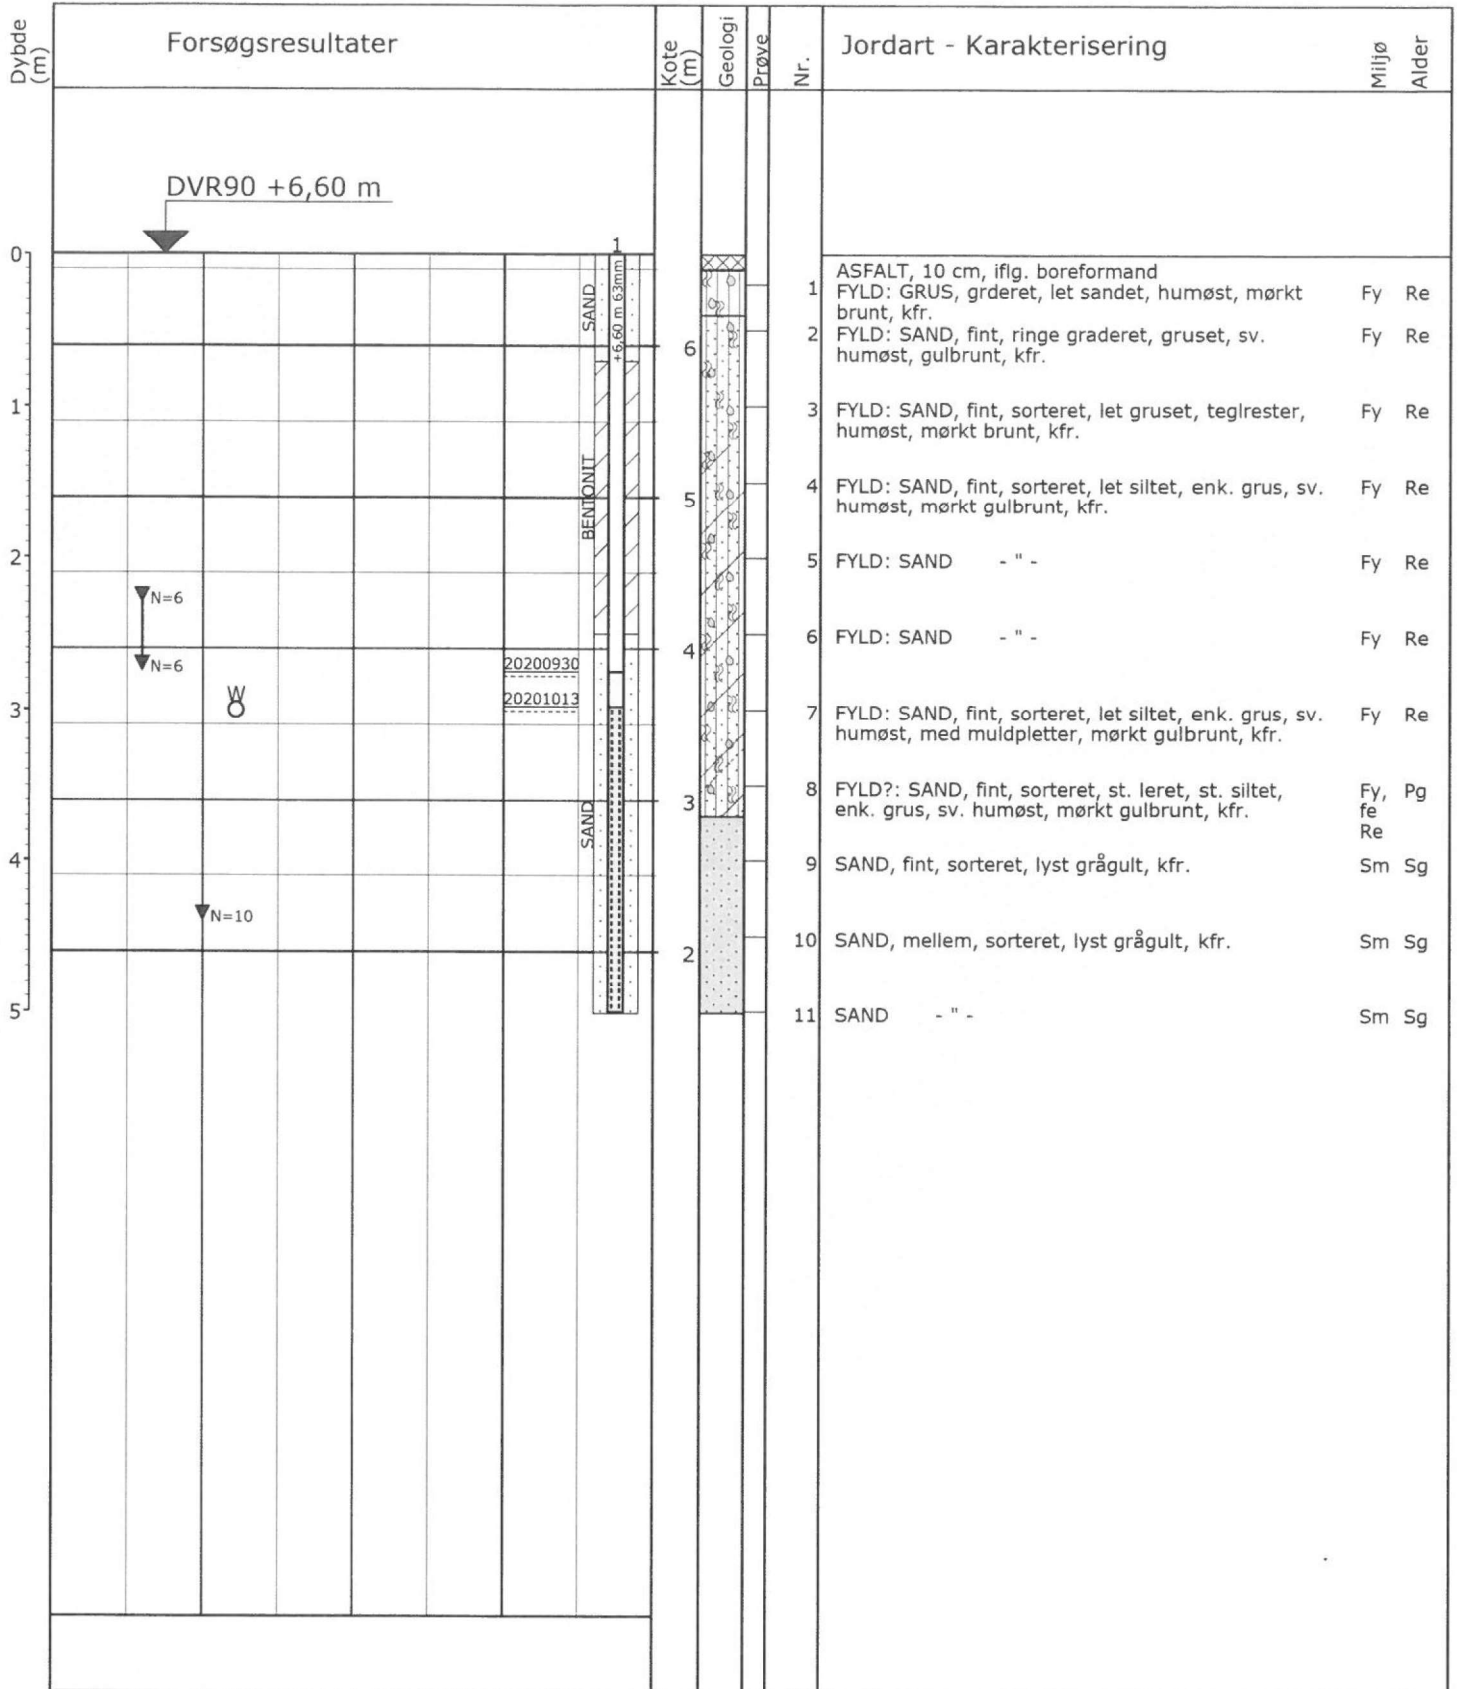 Dybde
(m)
Forsøgsresultater
Kote
(m)
Geologi
Prøve
Nr.
Jordart - Karakterisering
Miljø
Alder
DVR90 +6,60 m
1
+6,60 m 63mm
SAND
BENTONIT
SAND
0
1
2
3
4
5
N=6
N=6
W
O
N=10
20200930
20201013
6
5
4
3
2
ASFALT, 10 cm, iflg. boreformand
1 FYLD: GRUS, grderet, let sandet, humøst, mørkt Fy Re
brunt, kfr.
2 FYLD: SAND, fint, ringe graderet, gruset, sv. Fy Re
humøst, gulbrunt, kfr.
3 FYLD: SAND, fint, sorteret, let gruset, teglrester, Fy Re
humøst, mørkt brunt, kfr.
4 FYLD: SAND, fint, sorteret, let siltet, enk. grus, sv. Fy Re
humøst, mørkt gulbrunt, kfr.
5 FYLD: SAND - " - Fy Re
6 FYLD: SAND - " - Fy Re
7 FYLD: SAND, fint, sorteret, let siltet, enk. grus, sv. Fy Re
humøst, med muldpletter, mørkt gulbrunt, kfr.
8 FYLD?: SAND, fint, sorteret, st. leret, st. siltet, Fy, Pg
enk. grus, sv. humøst, mørkt gulbrunt, kfr. fe
Re
9 SAND, fint, sorteret, lyst grågult, kfr. Sm Sg
10 SAND, mellem, sorteret, lyst grågult, kfr. Sm Sg
11 SAND - " - Sm Sg